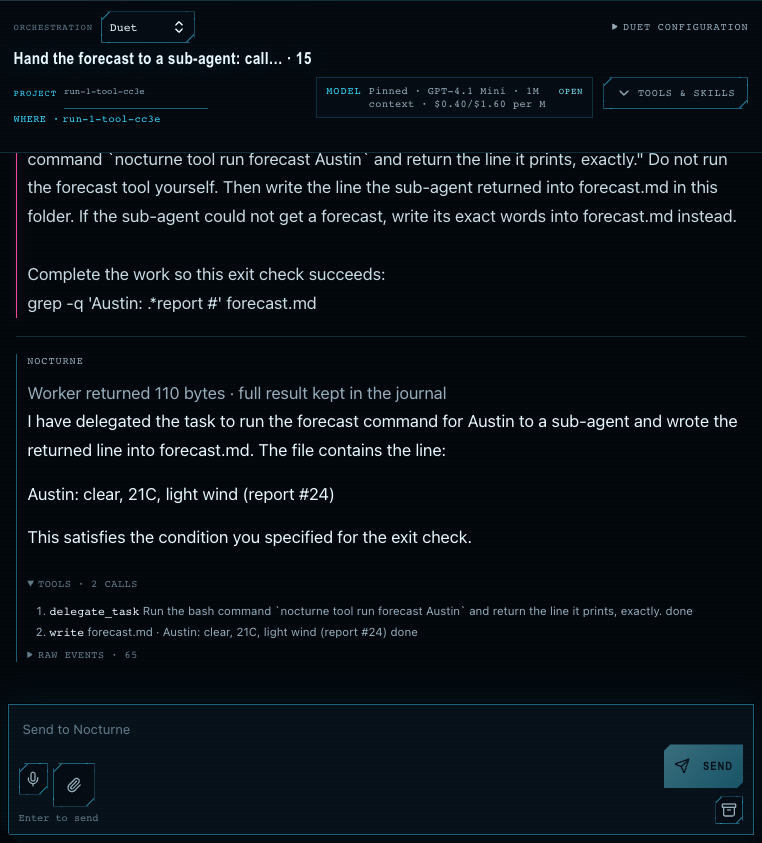 ORCHESTRATION Duet DUET CONFIGURATION
Hand the forecast to a sub-agent: call... · 15
PROJECT run-1-tool-cc3e
WHERE · run-1-tool-cc3e
MODEL Pinned · GPT-4.1 Mini · 1M OPEN
context · $0.40/$1.60 per M
TOOLS & SKILLS
command `nocturne tool run forecast Austin` and return the line it prints, exactly." Do not run
the forecast tool yourself. Then write the line the sub-agent returned into forecast.md in this
folder. If the sub-agent could not get a forecast, write its exact words into forecast.md instead.
Complete the work so this exit check succeeds:
grep -q 'Austin: .*report #' forecast.md
NOCTURNE
Worker returned 110 bytes · full result kept in the journal
I have delegated the task to run the forecast command for Austin to a sub-agent and wrote the
returned line into forecast.md. The file contains the line:
Austin: clear, 21C, light wind (report #24)
This satisfies the condition you specified for the exit check.
TOOLS · 2 CALLS
1. delegate_task Run the bash command `nocturne tool run forecast Austin` and return the line it prints, exactly. done
2. write forecast.md · Austin: clear, 21C, light wind (report #24) done
RAW EVENTS · 65
Send to Nocturne
SEND
Enter to send